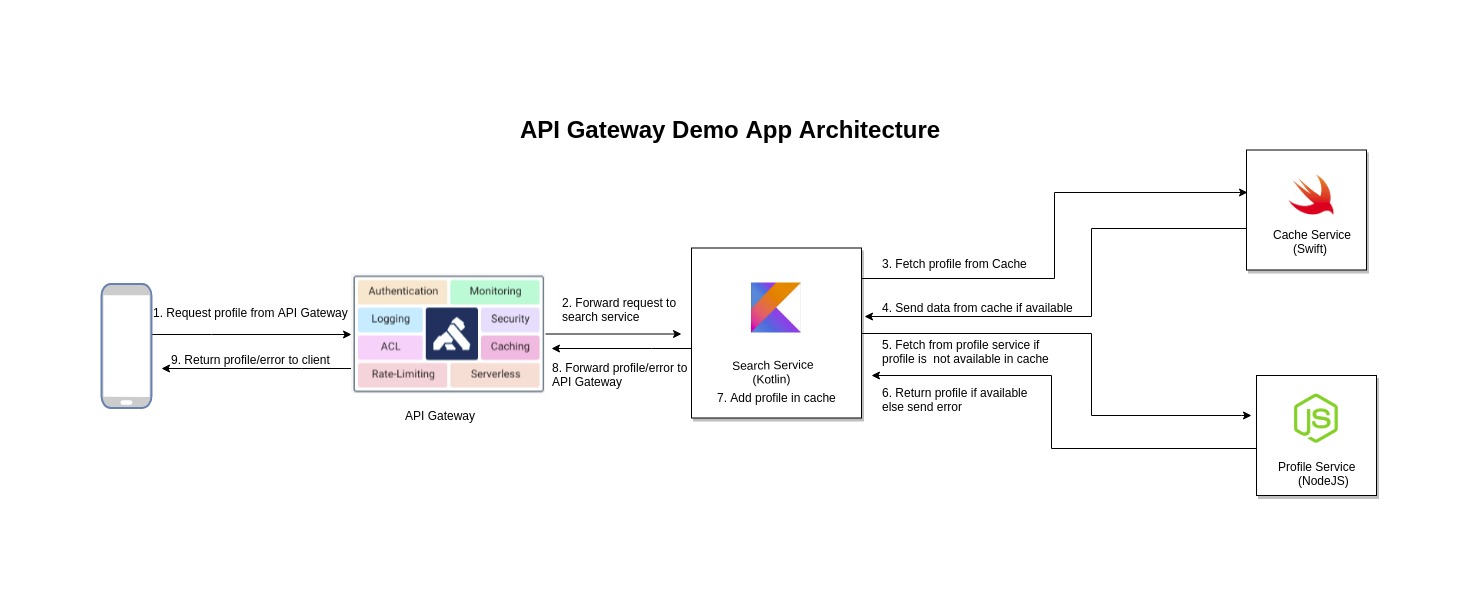 API Gateway Demo App Architecture
1. Request profile from API Gateway
9. Return profile/error to client
Authentication
Monitoring
Logging
Security
ACL
Caching
Rate-Limiting
Serverless
API Gateway
2. Forward request to
search service
8. Forward profile/error to
API Gateway
Search Service
(Kotlin)
7. Add profile in cache
3. Fetch profile from Cache
4. Send data from cache if available
5. Fetch from profile service if
profile is  not available in cache
6. Return profile if available
else send error
Cache Service
(Swift)
JS
Profile Service
(NodeJS)